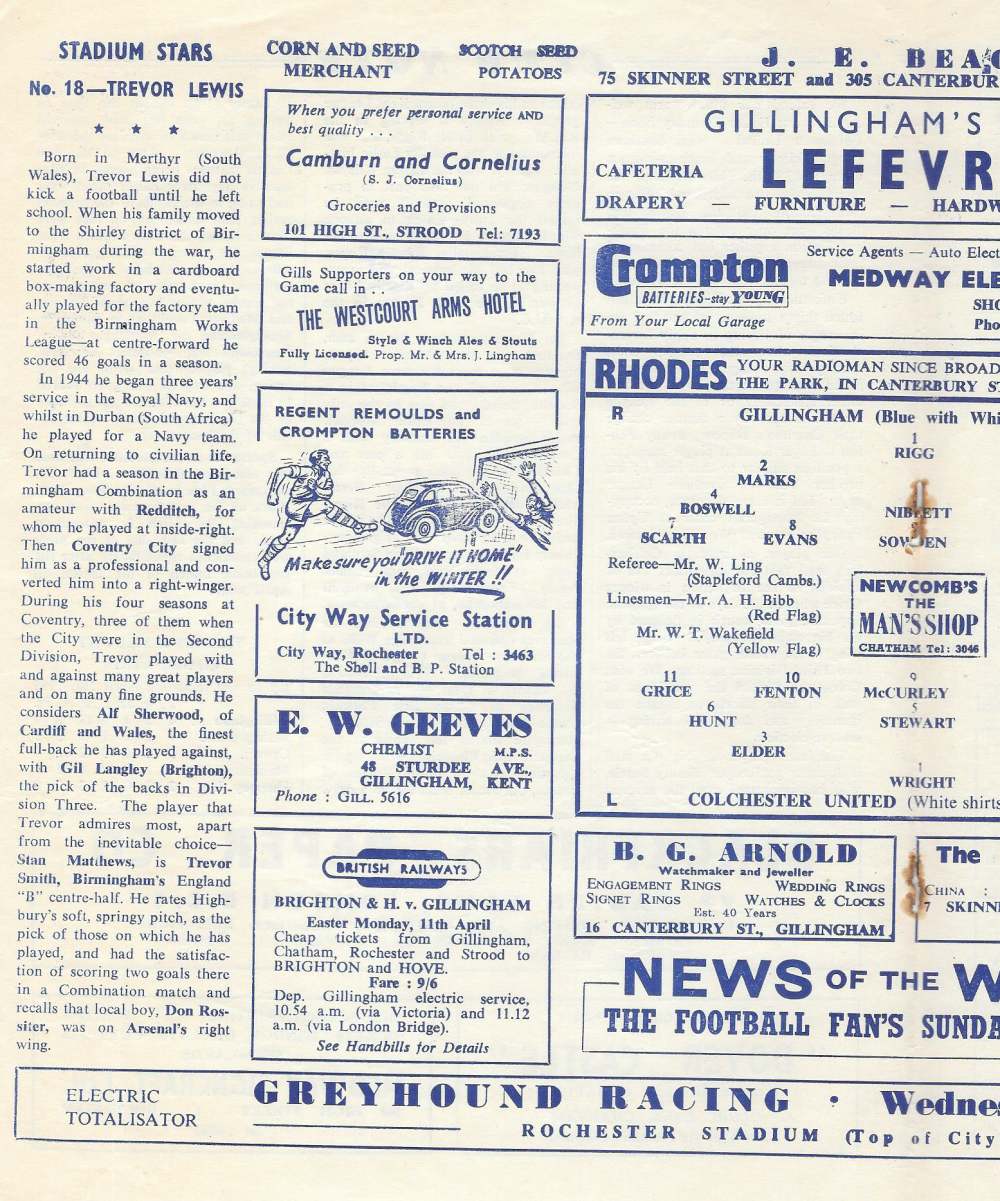 STADIUM STARS
No. 18—TREVOR LEWIS
★ ★ ★
Born in Merthyr (South
Wales), Trevor Lewis did not
kick a football until he left
school. When his family moved
to the Shirley district of Bir-
mingham during the war, he
started work in a cardboard
box-making factory and eventu-
ally played for the factory team
in the Birmingham Works
League—at centre-forward he
scored 46 goals in a season.
In 1944 he began three years'
service in the Royal Navy, and
whilst in Durban (South Africa)
he played for a Navy team.
On returning to civilian life,
Trevor had a season in the Bir-
mingham Combination as an
amateur with Redditch, for
whom he played at inside-right.
Then Coventry City signed
him as a professional and con-
verted him into a right-winger.
During his four seasons at
Coventry, three of them when
the City were in the Second
Division, Trevor played with
and against many great players
and on many fine grounds. He
considers Alf Sherwood, of
Cardiff and Wales, the finest
full-back he has played against,
with Gil Langley (Brighton),
the pick of the backs in Divi-
sion Three. The player that
Trevor admires most, apart
from the inevitable choice—
Stan Matthews, is Trevor
Smith, Birmingham's England
"B" centre-half. He rates High-
bury's soft, springy pitch, as the
pick of those on which he has
played, and had the satisfac-
tion of scoring two goals there
in a Combination match and
recalls that local boy, Don Ros-
siter, was on Arsenal's right
wing.
CORN AND SEED SCOTCH SEED
MERCHANT POTATOES
When you prefer personal service AND
best quality . . .
Camburn and Cornelius
(S. J. Cornelius)
Groceries and Provisions
101 HIGH ST., STROOD Tel: 7193
Gills Supporters on your way to the
Game call in . .
THE WESTCOURT ARMS HOTEL
Style & Winch Ales & Stouts
Fully Licensed. Prop. Mr. & Mrs. J. Lingham
REGENT REMOULDS and
CROMPTON BATTERIES
Make sure you "DRIVE IT HOME"
in the WINTER !!
City Way Service Station
LTD.
City Way, Rochester Tel : 3463
The Shell and B. P. Station
E. W. GEEVES
CHEMIST M.P.S.
48 STURDEE AVE.,
GILLINGHAM, KENT
Phone : GILL. 5616
BRITISH RAILWAYS
BRIGHTON & H. v. GILLINGHAM
Easter Monday, 11th April
Cheap tickets from Gillingham,
Chatham, Rochester and Strood to
BRIGHTON and HOVE.
Fare : 9/6
Dep. Gillingham electric service,
10.54 a.m. (via Victoria) and 11.12
a.m. (via London Bridge).
See Handbills for Details
J. E. BEA
75 SKINNER STREET and 305 CANTERBUR
GILLINGHAM'S
CAFETERIA LEFEVR
DRAPERY — FURNITURE — HARDW
Crompton
BATTERIES-stay YOUNG
From Your Local Garage
Service Agents — Auto Elect
MEDWAY ELE
SHO
Pho
RHODES YOUR RADIOMAN SINCE BROAD
THE PARK, IN CANTERBURY S
R GILLINGHAM (Blue with Whi
1
RIGG
2
MARKS
4
BOSWELL NIBLETT
7 8
SCARTH EVANS SOWDEN
Referee—Mr. W. Ling
(Stapleford Cambs.)
Linesmen—Mr. A. H. Bibb
(Red Flag)
Mr. W. T. Wakefield
(Yellow Flag)
NEWCOMB'S
THE
MAN'S SHOP
CHATHAM Tel: 3046
11 10 9
GRICE FENTON McCURLEY
6 5
HUNT STEWART
3
ELDER
1
WRIGHT
L COLCHESTER UNITED (White shirts
B. G. ARNOLD
Watchmaker and Jeweller
ENGAGEMENT RINGS WEDDING RINGS
SIGNET RINGS WATCHES & CLOCKS
Est. 40 Years
16 CANTERBURY ST., GILLINGHAM
The
CHINA :
7 SKINN
NEWS OF THE W
THE FOOTBALL FAN'S SUNDA
ELECTRIC
TOTALISATOR
GREYHOUND RACING · Wednes
ROCHESTER STADIUM (Top of City